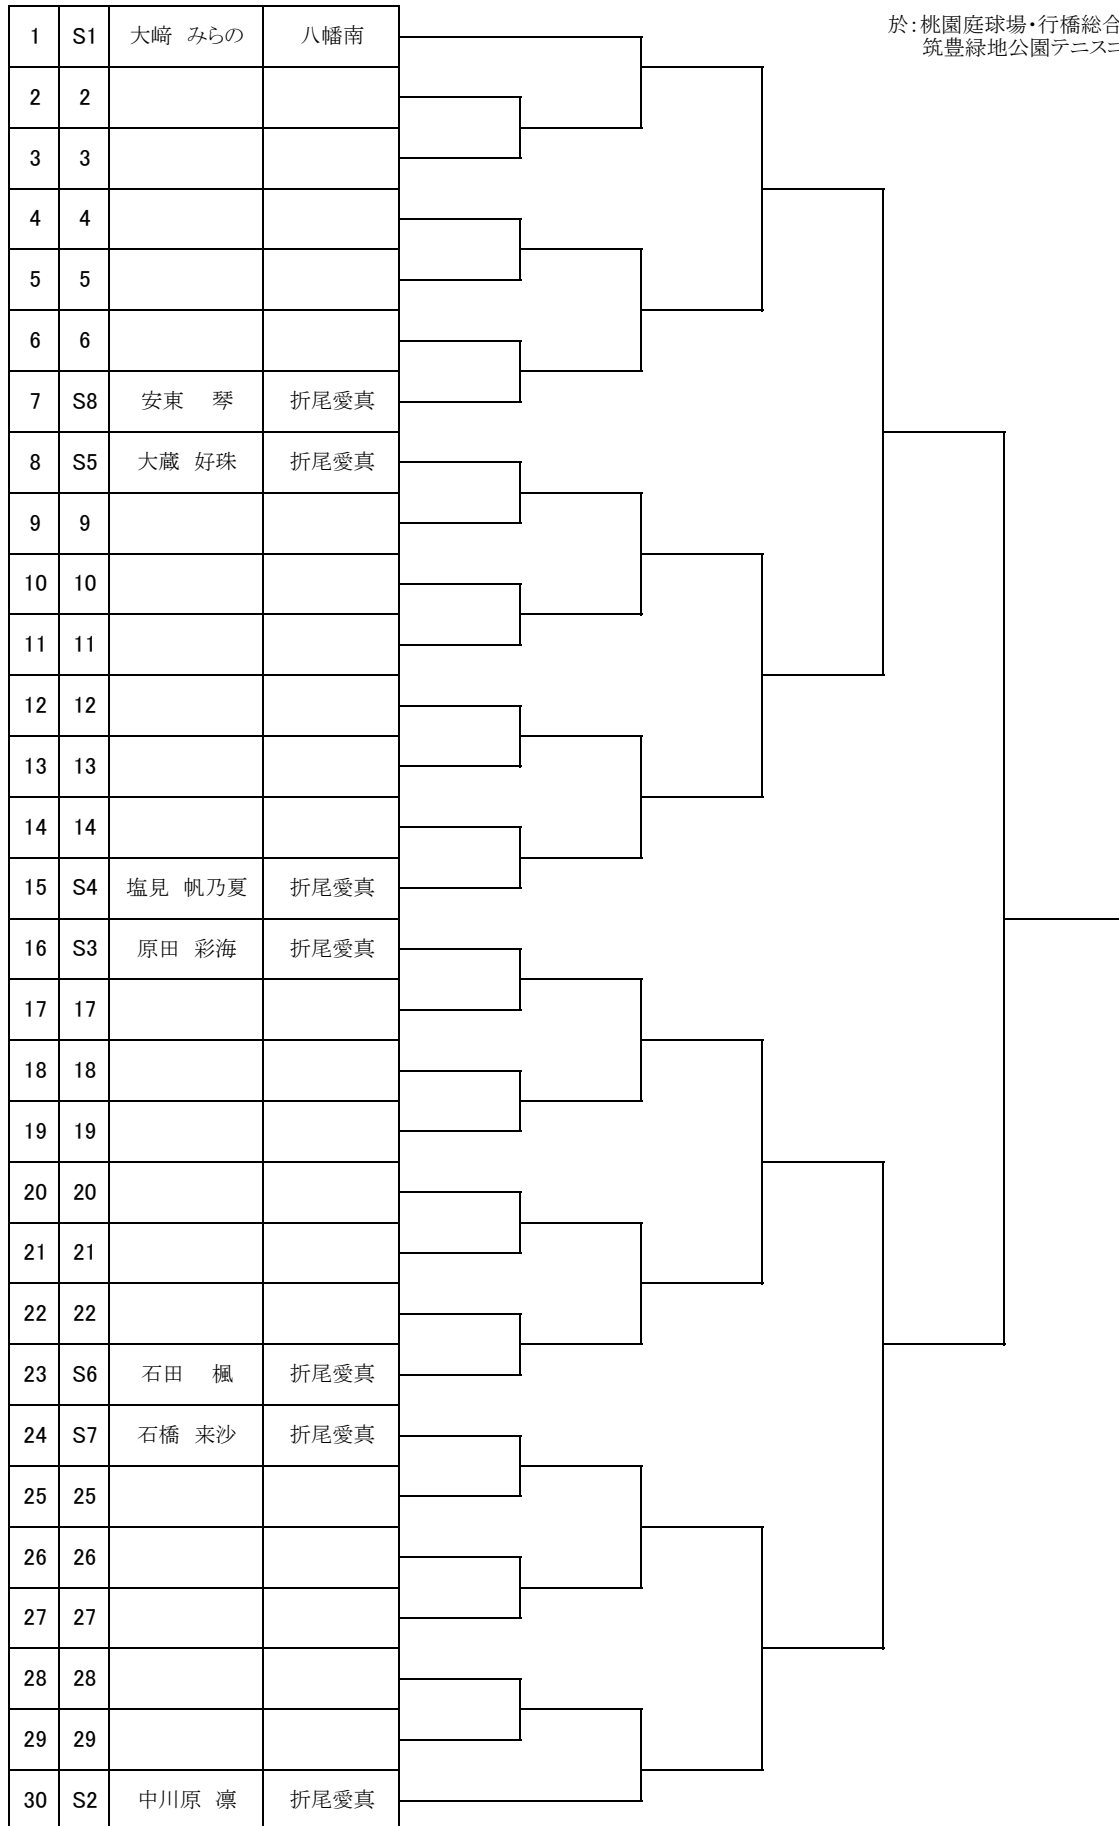 於:桃園庭球場・行橋総合
筑豊緑地公園テニスコ
1 S1 大﨑 みらの 八幡南
2 2
3 3
4 4
5 5
6 6
7 S8 安東 琴 折尾愛真
8 S5 大蔵 好珠 折尾愛真
9 9
10 10
11 11
12 12
13 13
14 14
15 S4 塩見 帆乃夏 折尾愛真
16 S3 原田 彩海 折尾愛真
17 17
18 18
19 19
20 20
21 21
22 22
23 S6 石田 楓 折尾愛真
24 S7 石橋 来沙 折尾愛真
25 25
26 26
27 27
28 28
29 29
30 S2 中川原 凛 折尾愛真